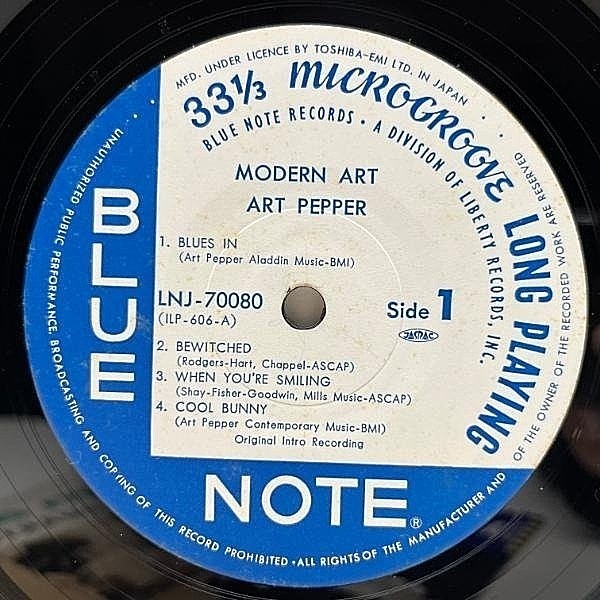 MFD. UNDER LICENCE BY TOSHIBA-EMI LTD. IN JAPAN
33 1/3 MICROGROOVE LONG PLAYING
BLUE NOTE RECORDS • A DIVISION OF LIBERTY RECORDS, INC.
MODERN ART
ART PEPPER
1. BLUES IN
(Art Pepper Aladdin Music-BMI)
LNJ-70080
(ILP-606-A)
Side 1
JASRAC
2. BEWITCHED
(Rodgers-Hart, Chappel-ASCAP)
3. WHEN YOU'RE SMILING
(Shay-Fisher-Goodwin, Mills Music-ASCAP)
4. COOL BUNNY
(Art Pepper Contemporary Music-BMI)
Original Intro Recording
BLUE
NOTE®
UNAUTHORIZED PUBLIC PERFORMANCE, BROADCASTING AND COPYING OF THIS RECORD PROHIBITED • ALL RIGHTS OF THE MANUFACTURER AND OF THE OWNER OF THE RECORDED WORK ARE RESERVED